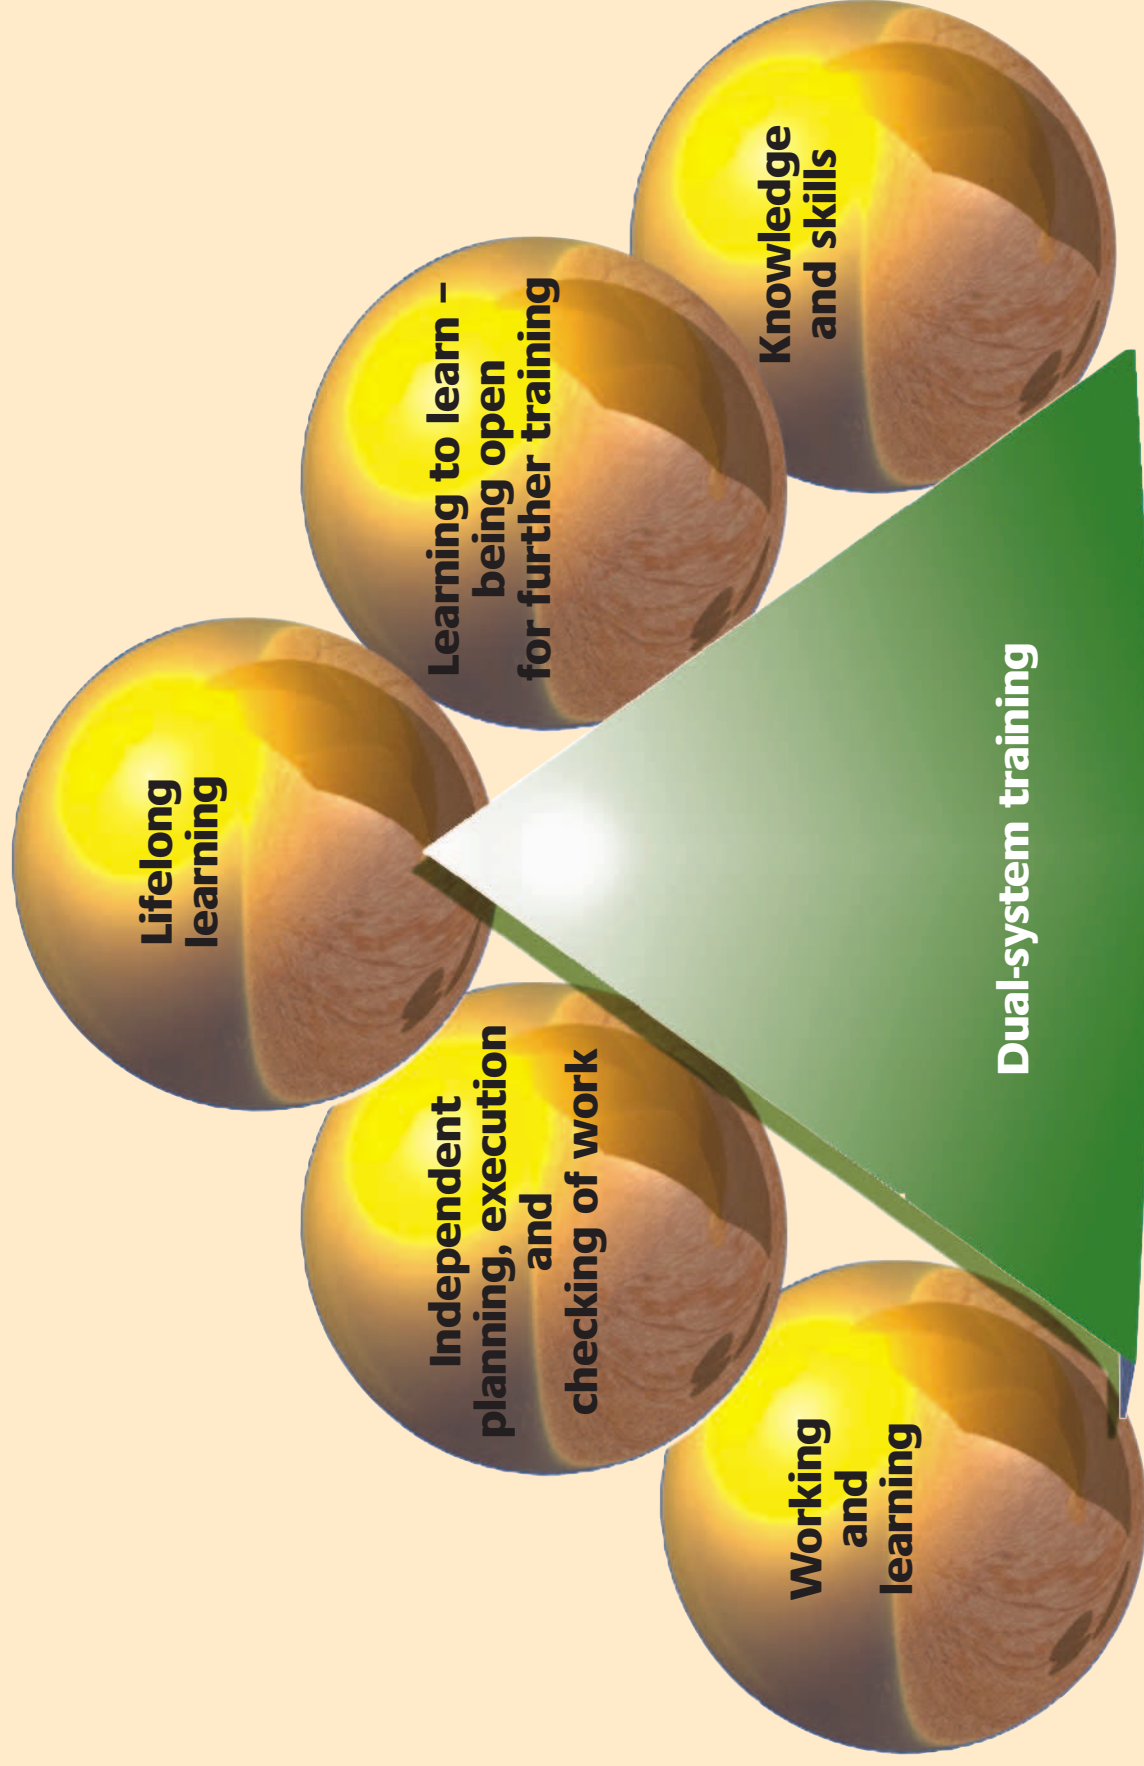 Lifelong
learning
Independent
planning, execution
and
checking of work
Learning to learn –
being open
for further training
Working
and
learning
Knowledge
and skills
Dual-system training